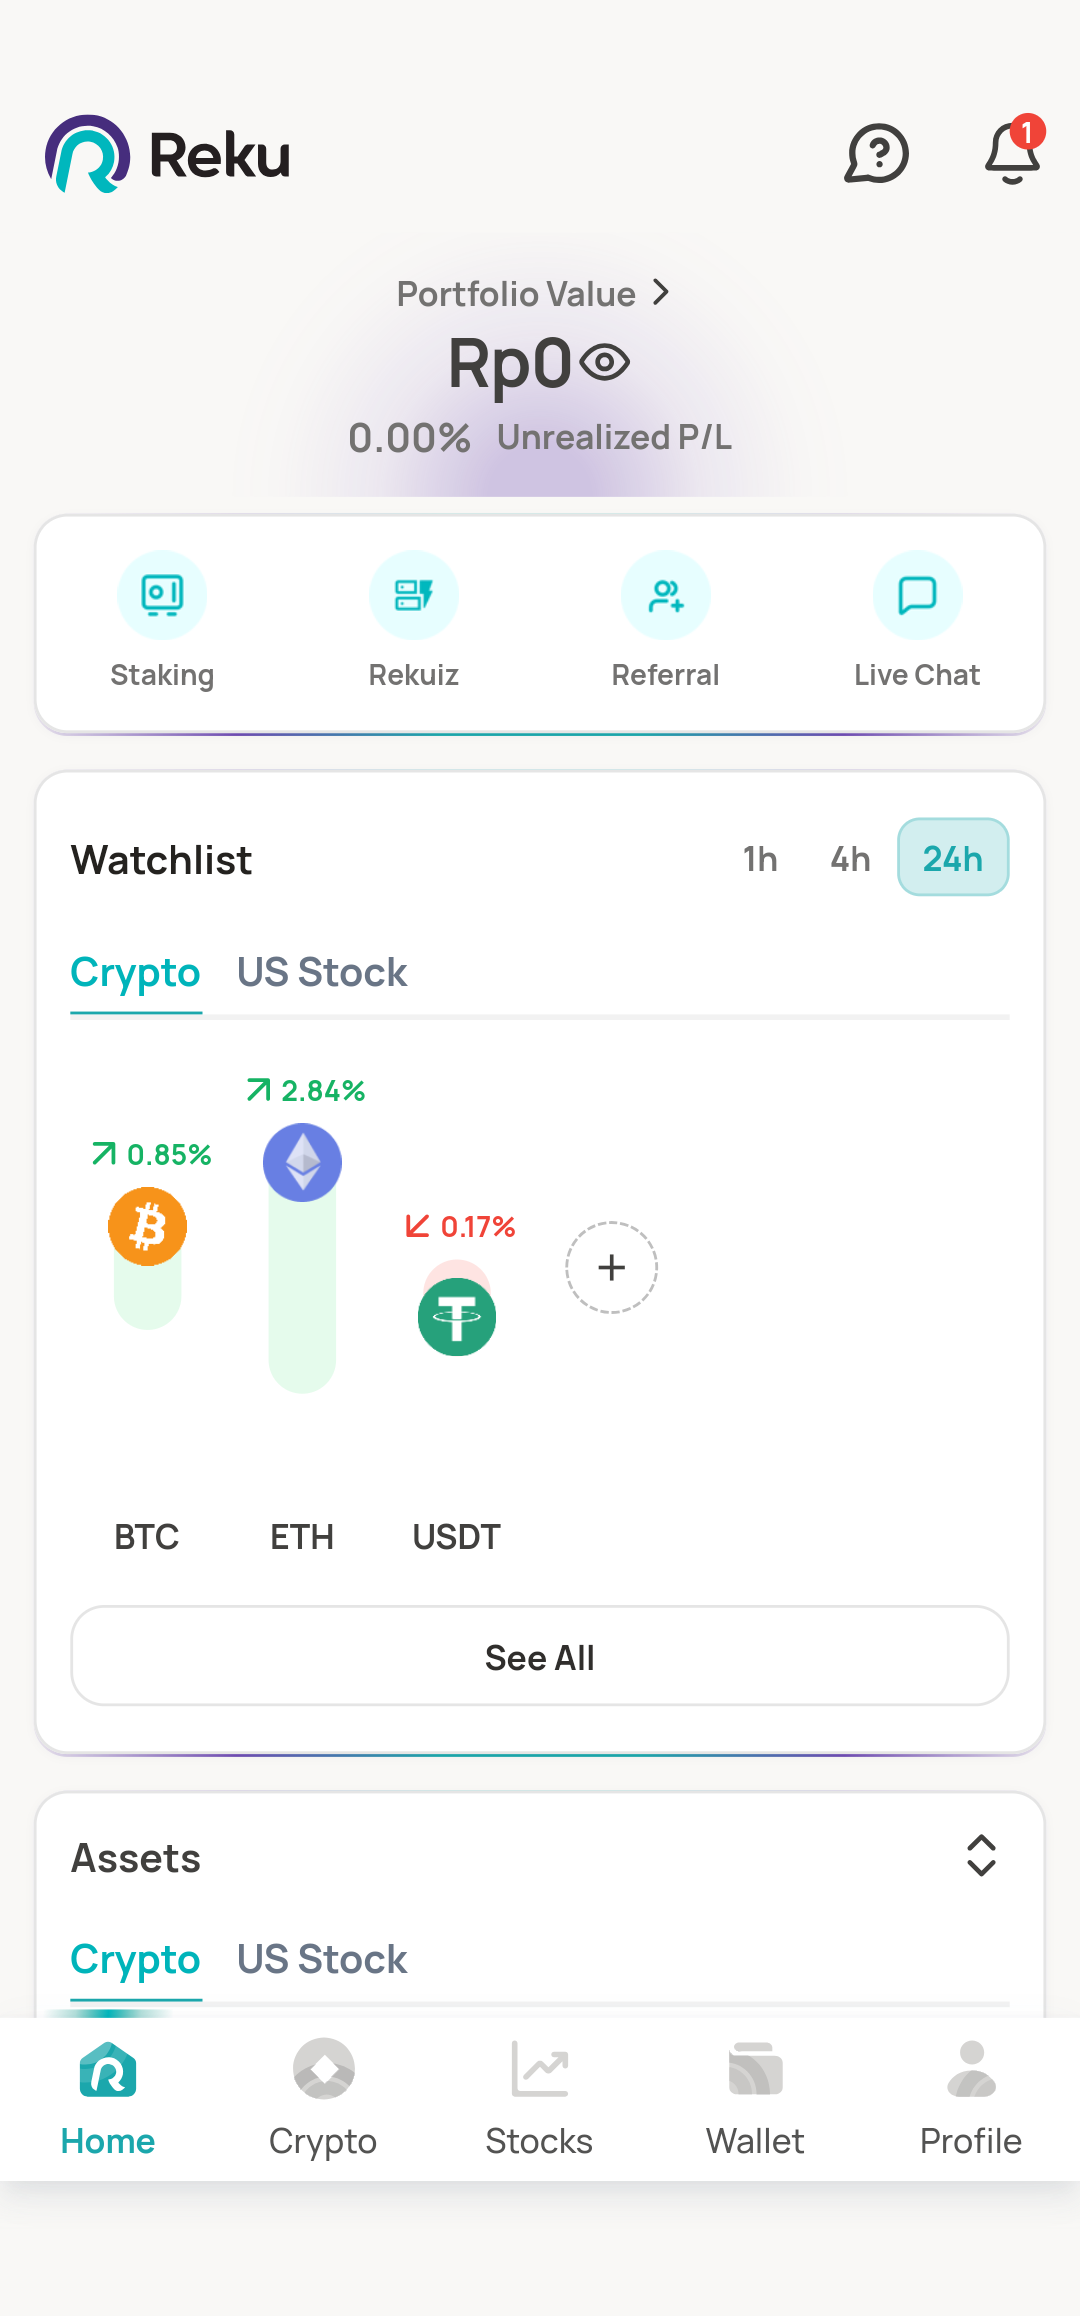 Reku
1
Portfolio Value
Rp0
0.00% Unrealized P/L
Staking Rekuiz Referral Live Chat
Watchlist 1h 4h 24h
Crypto US Stock
2.84%
0.85%
0.17%
BTC ETH USDT
See All
Assets
Crypto US Stock
Home Crypto Stocks Wallet Profile